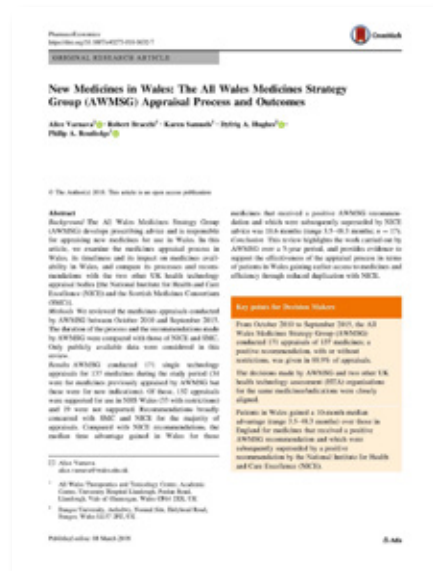 PharmacoEconomics
CrossMark
ORIGINAL RESEARCH ARTICLE
New Medicines in Wales: The All Wales Medicines Strategy
Group (AWMSG) Appraisal Process and Outcomes
Alice Varnava · Robert Bracchi · Karen Samuels · Dyfrig A. Hughes ·
Philip A. Routledge
© The Author(s) 2018. This article is an open access publication
Abstract
Background The All Wales Medicines Strategy Group
(AWMSG) develops prescribing advice and is responsible
for appraising new medicines for use in Wales. In this
article, we examine the medicines appraisal process in
Wales, its timeliness and its impact on medicines avail-
ability in Wales, and compare its processes and recom-
mendations with the two other UK health technology
appraisal bodies (the National Institute for Health and Care
Excellence (NICE) and the Scottish Medicines Consortium
(SMC)).
Methods We reviewed the medicines appraisals conducted
by AWMSG between October 2010 and September 2015.
The duration of the process and the recommendations made
by AWMSG were compared with those of NICE and SMC.
Only publicly available data were considered in this
review.
Results AWMSG conducted 171 single technology
appraisals for 137 medicines during the study period (34
were for medicines previously appraised by AWMSG but
these were for new indications). Of these, 152 appraisals
were supported for use in NHS Wales (55 with restrictions)
and 19 were not supported. Recommendations broadly
concurred with SMC and NICE for the majority of
appraisals. Compared with NICE recommendations, the
median time advantage gained in Wales for those
medicines that received a positive AWMSG recommen-
dation and which were subsequently superseded by NICE
advice was 10.6 months (range 3.5–48.3 months;
Conclusion This review highlights the work carried out by
AWMSG over a 5-year period, and provides evidence to
support the effectiveness of the appraisal process in terms
of patients in Wales gaining earlier access to medicines and
efficiency through reduced duplication with NICE.
Key points for Decision Makers
From October 2010 to September 2015, the All
Wales Medicines Strategy Group (AWMSG)
conducted 171 appraisals of 137 medicines; a
positive recommendation, with or without
restrictions, was given in 88.9% of appraisals.
The decisions made by AWMSG and two other UK
health technology assessment (HTA) organisations
for the same medicines/indications were closely
aligned.
Patients in Wales gained a 10-month median
advantage (range 3.5–48.3 months) over those in
England for medicines that received a positive
AWMSG recommendation and which were
subsequently superseded by a positive
recommendation by the National Institute for Health
and Care Excellence (NICE).
Alice Varnava
All Wales Therapeutics and Toxicology Centre, Academic
Centre, University Hospital Llandough, Penlan Road,
Llandough, Vale of Glamorgan, Wales
Bangor University, Ardudwy, Normal Site, Holyhead Road,
Bangor, Wales
Published online: 08 March 2018
Adis